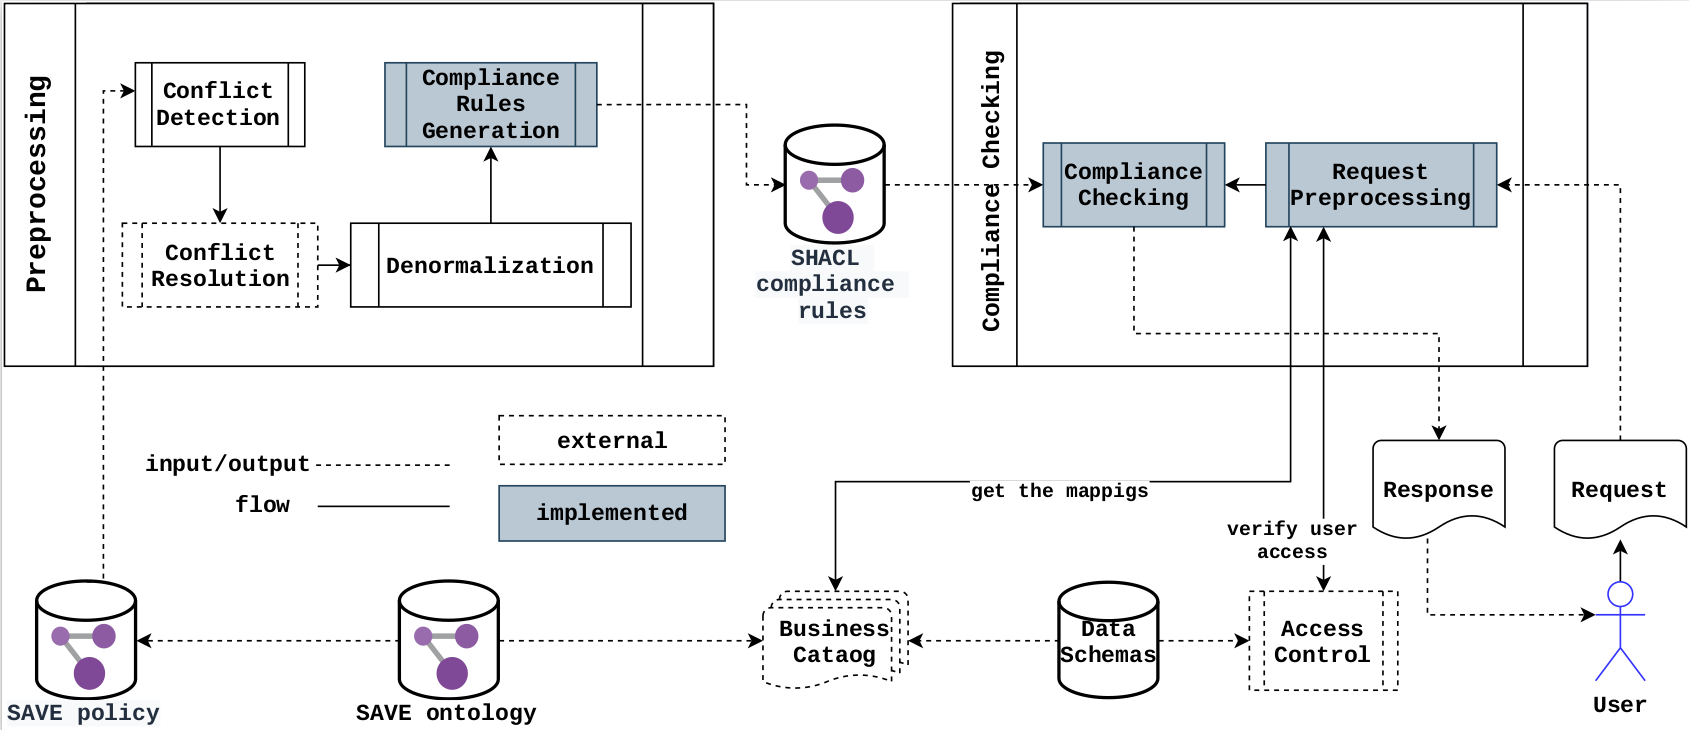 Preprocessing
Conflict
Detection
Compliance
Rules
Generation
Conflict
Resolution
Denormalization
SHACL
compliance
rules
Compliance Checking
Compliance
Checking
Request
Preprocessing
input/output
flow
external
implemented
get the mappigs
verify user
access
Response
Request
SAVE policy
SAVE ontology
Business
Cataog
Data
Schemas
Access
Control
User